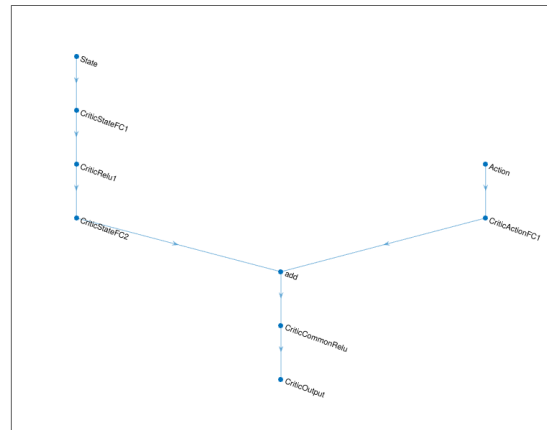 State
CriticStateFC1
CriticRelu1
Action
CriticStateFC2
CriticActionFC1
add
CriticCommonRelu
CriticOutput